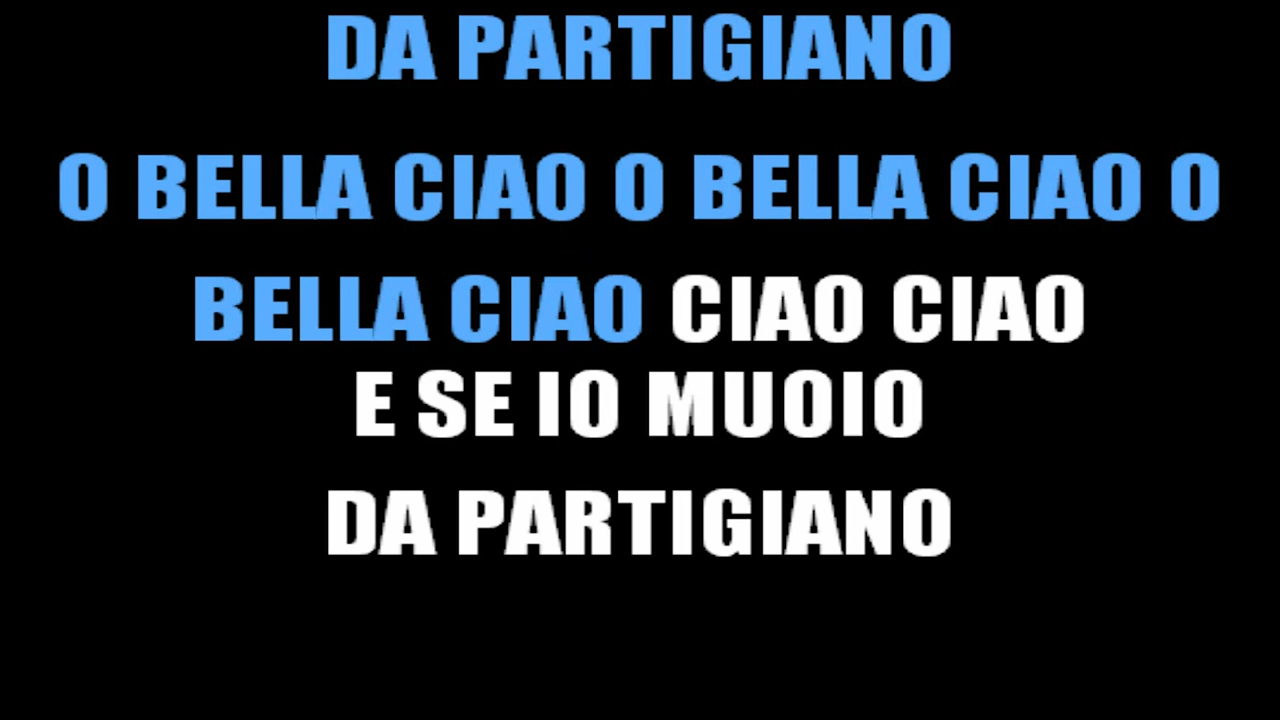 DA PARTIGIANO
O BELLA CIAO O BELLA CIAO O
BELLA CIAO CIAO CIAO
E SE IO MUOIO
DA PARTIGIANO